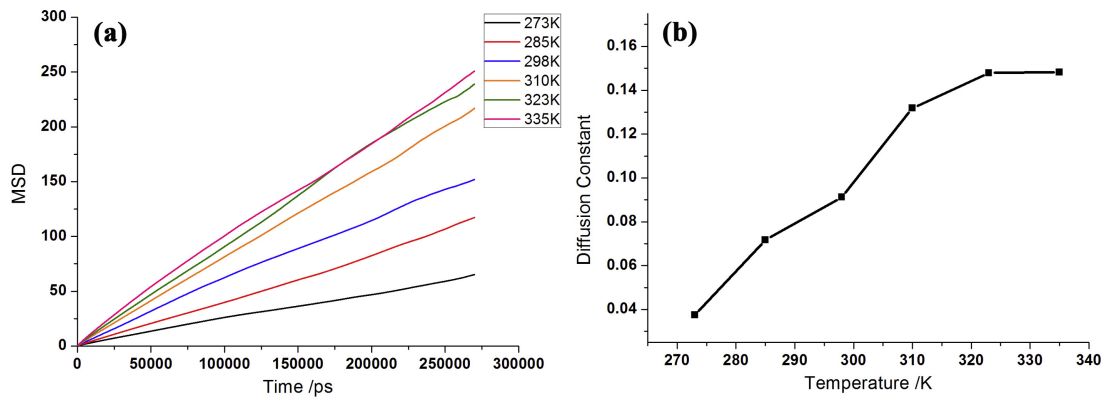 (a)
300
250
200
150
100
50
0
MSD
0 50000 100000 150000 200000 250000 300000
Time /ps
273K
285K
298K
310K
323K
335K
(b)
0.16
0.14
0.12
0.10
0.08
0.06
0.04
Diffusion Constant
270 280 290 300 310 320 330 340
Temperature /K